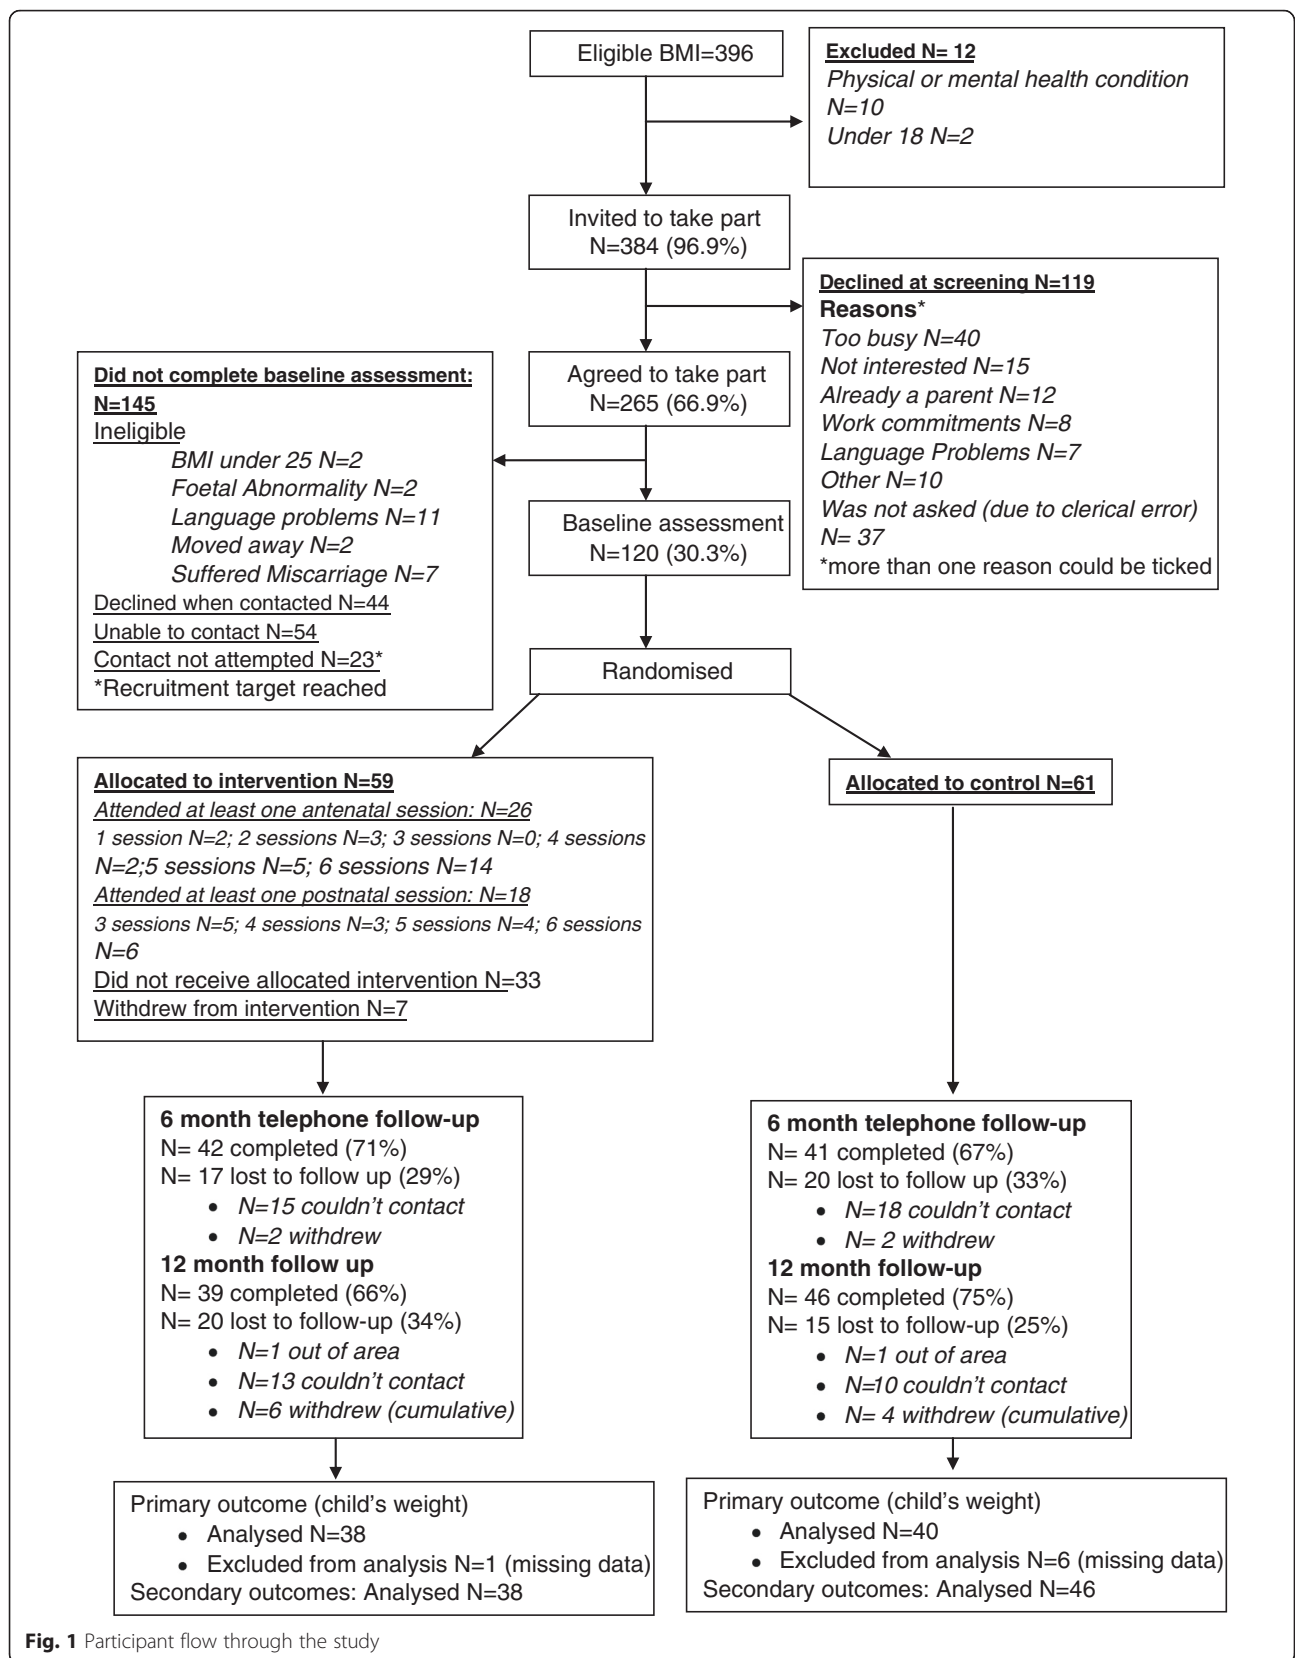 Eligible BMI=396
Excluded N= 12
Physical or mental health condition
N=10
Under 18 N=2
Invited to take part
N=384 (96.9%)
Declined at screening N=119
Reasons*
Too busy N=40
Not interested N=15
Already a parent N=12
Work commitments N=8
Language Problems N=7
Other N=10
Was not asked (due to clerical error)
N= 37
*more than one reason could be ticked
Agreed to take part
N=265 (66.9%)
Did not complete baseline assessment:
N=145
Ineligible
BMI under 25 N=2
Foetal Abnormality N=2
Language problems N=11
Moved away N=2
Suffered Miscarriage N=7
Declined when contacted N=44
Unable to contact N=54
Contact not attempted N=23*
*Recruitment target reached
Baseline assessment
N=120 (30.3%)
Randomised
Allocated to intervention N=59
Attended at least one antenatal session: N=26
1 session N=2; 2 sessions N=3; 3 sessions N=0; 4 sessions
N=2;5 sessions N=5; 6 sessions N=14
Attended at least one postnatal session: N=18
3 sessions N=5; 4 sessions N=3; 5 sessions N=4; 6 sessions
N=6
Did not receive allocated intervention N=33
Withdrew from intervention N=7
Allocated to control N=61
6 month telephone follow-up
N= 42 completed (71%)
N= 17 lost to follow up (29%)
• N=15 couldn't contact
• N=2 withdrew
12 month follow up
N= 39 completed (66%)
N= 20 lost to follow-up (34%)
• N=1 out of area
• N=13 couldn't contact
• N=6 withdrew (cumulative)
6 month telephone follow-up
N= 41 completed (67%)
N= 20 lost to follow up (33%)
• N=18 couldn't contact
• N= 2 withdrew
12 month follow-up
N= 46 completed (75%)
N= 15 lost to follow-up (25%)
• N=1 out of area
• N=10 couldn't contact
• N= 4 withdrew (cumulative)
Primary outcome (child's weight)
• Analysed N=38
• Excluded from analysis N=1 (missing data)
Secondary outcomes: Analysed N=38
Primary outcome (child's weight)
• Analysed N=40
• Excluded from analysis N=6 (missing data)
Secondary outcomes: Analysed N=46
Fig. 1 Participant flow through the study